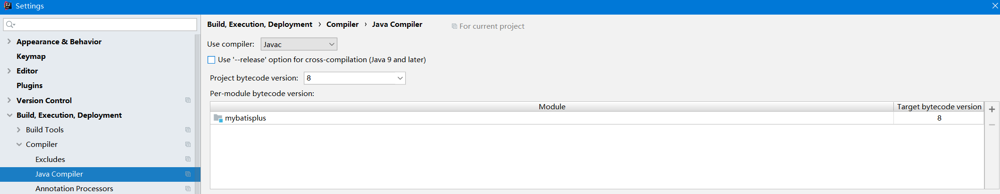 Settings
Appearance & Behavior
Keymap
Editor
Plugins
Version Control
Build, Execution, Deployment
Build Tools
Compiler
Excludes
Java Compiler
Annotation Processors
Build, Execution, Deployment › Compiler › Java Compiler
For current project
Use compiler: Javac
Use '--release' option for cross-compilation (Java 9 and later)
Project bytecode version: 8
Per-module bytecode version:
Module Target bytecode version
mybatisplus 8